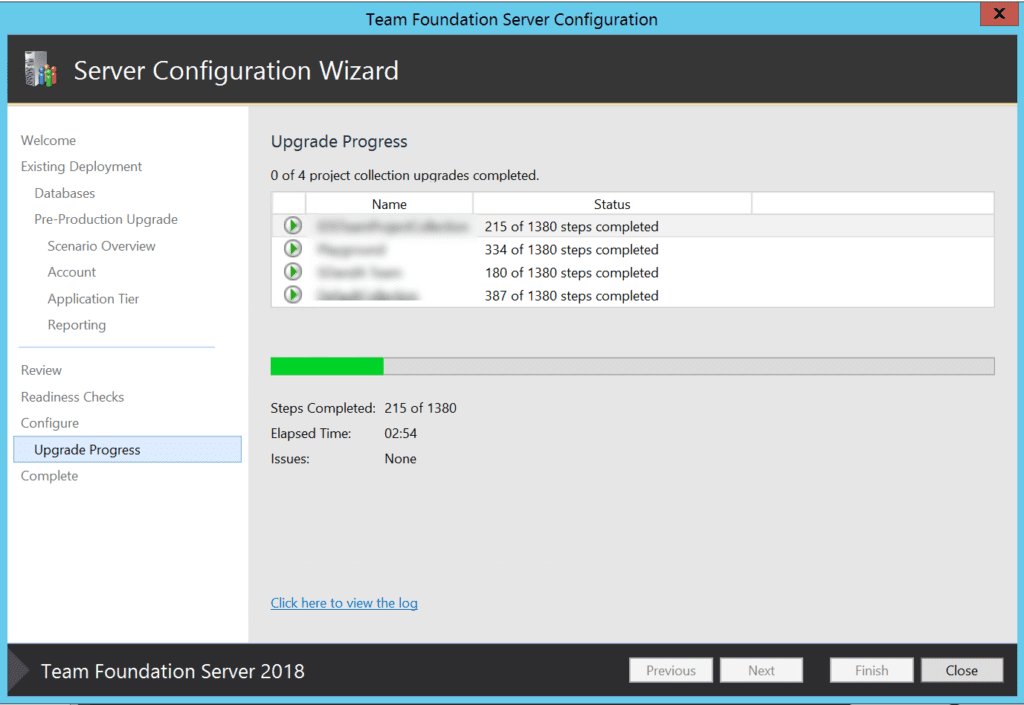 Team Foundation Server Configuration
Server Configuration Wizard
Welcome
Existing Deployment
Databases
Pre-Production Upgrade
Scenario Overview
Account
Application Tier
Reporting
Review
Readiness Checks
Configure
Upgrade Progress
Complete
Upgrade Progress
0 of 4 project collection upgrades completed.
Name Status
215 of 1380 steps completed
334 of 1380 steps completed
180 of 1380 steps completed
387 of 1380 steps completed
Steps Completed: 215 of 1380
Elapsed Time: 02:54
Issues: None
Click here to view the log
Team Foundation Server 2018
Previous Next Finish Close